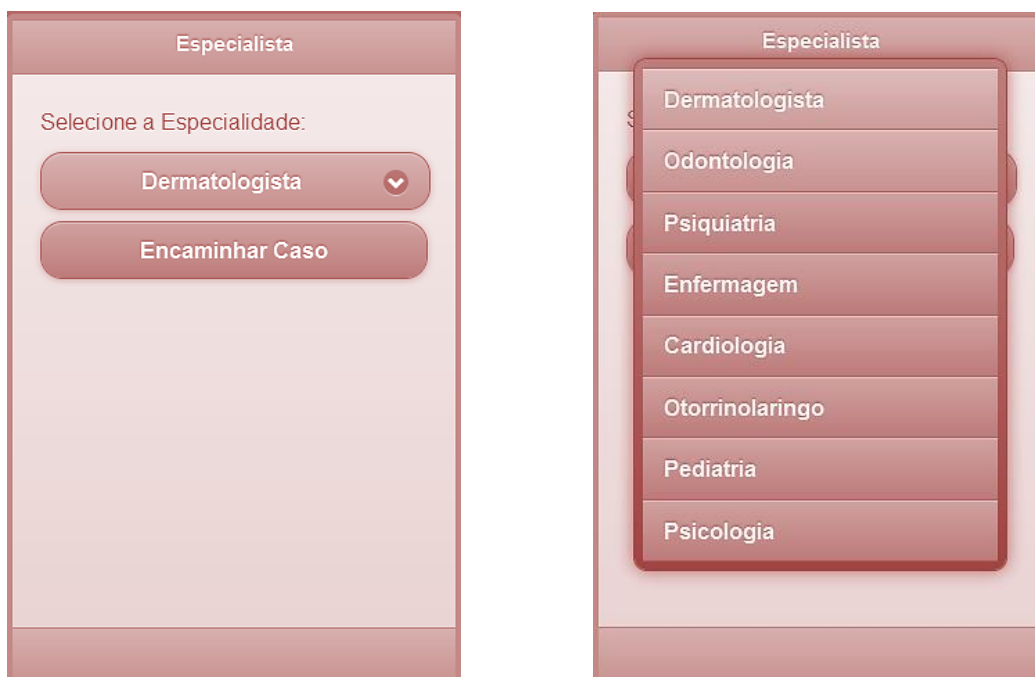 Especialista
Selecione a Especialidade:
Dermatologista
Encaminhar Caso
Especialista
S
Dermatologista
Odontologia
Psiquiatria
Enfermagem
Cardiologia
Otorrinolaringo
Pediatria
Psicologia